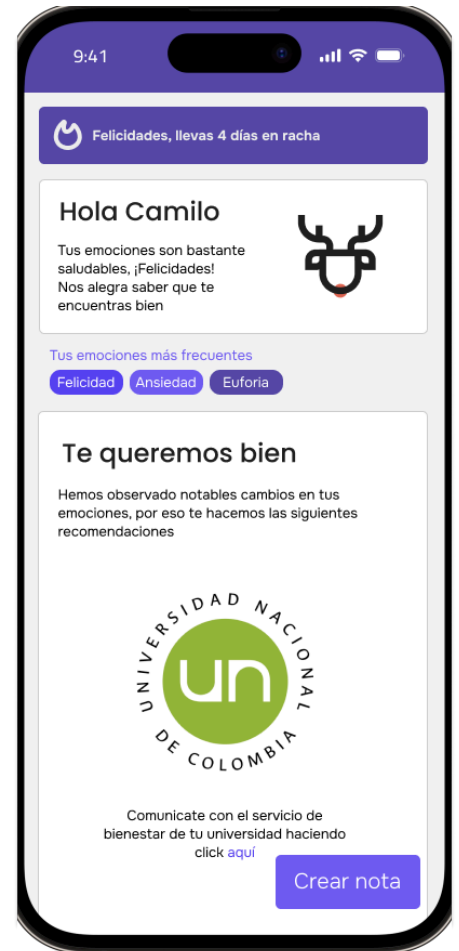 9:41
Felicidades, llevas 4 días en racha
Hola Camilo
Tus emociones son bastante
saludables, ¡Felicidades!
Nos alegra saber que te
encuentras bien
Tus emociones más frecuentes
Felicidad Ansiedad Euforia
Te queremos bien
Hemos observado notables cambios en tus
emociones, por eso te hacemos las siguientes
recomendaciones
UNIVERSIDAD NACIONAL
DE COLOMBIA
un
Comunicate con el servicio de
bienestar de tu universidad haciendo
click aquí
Crear nota